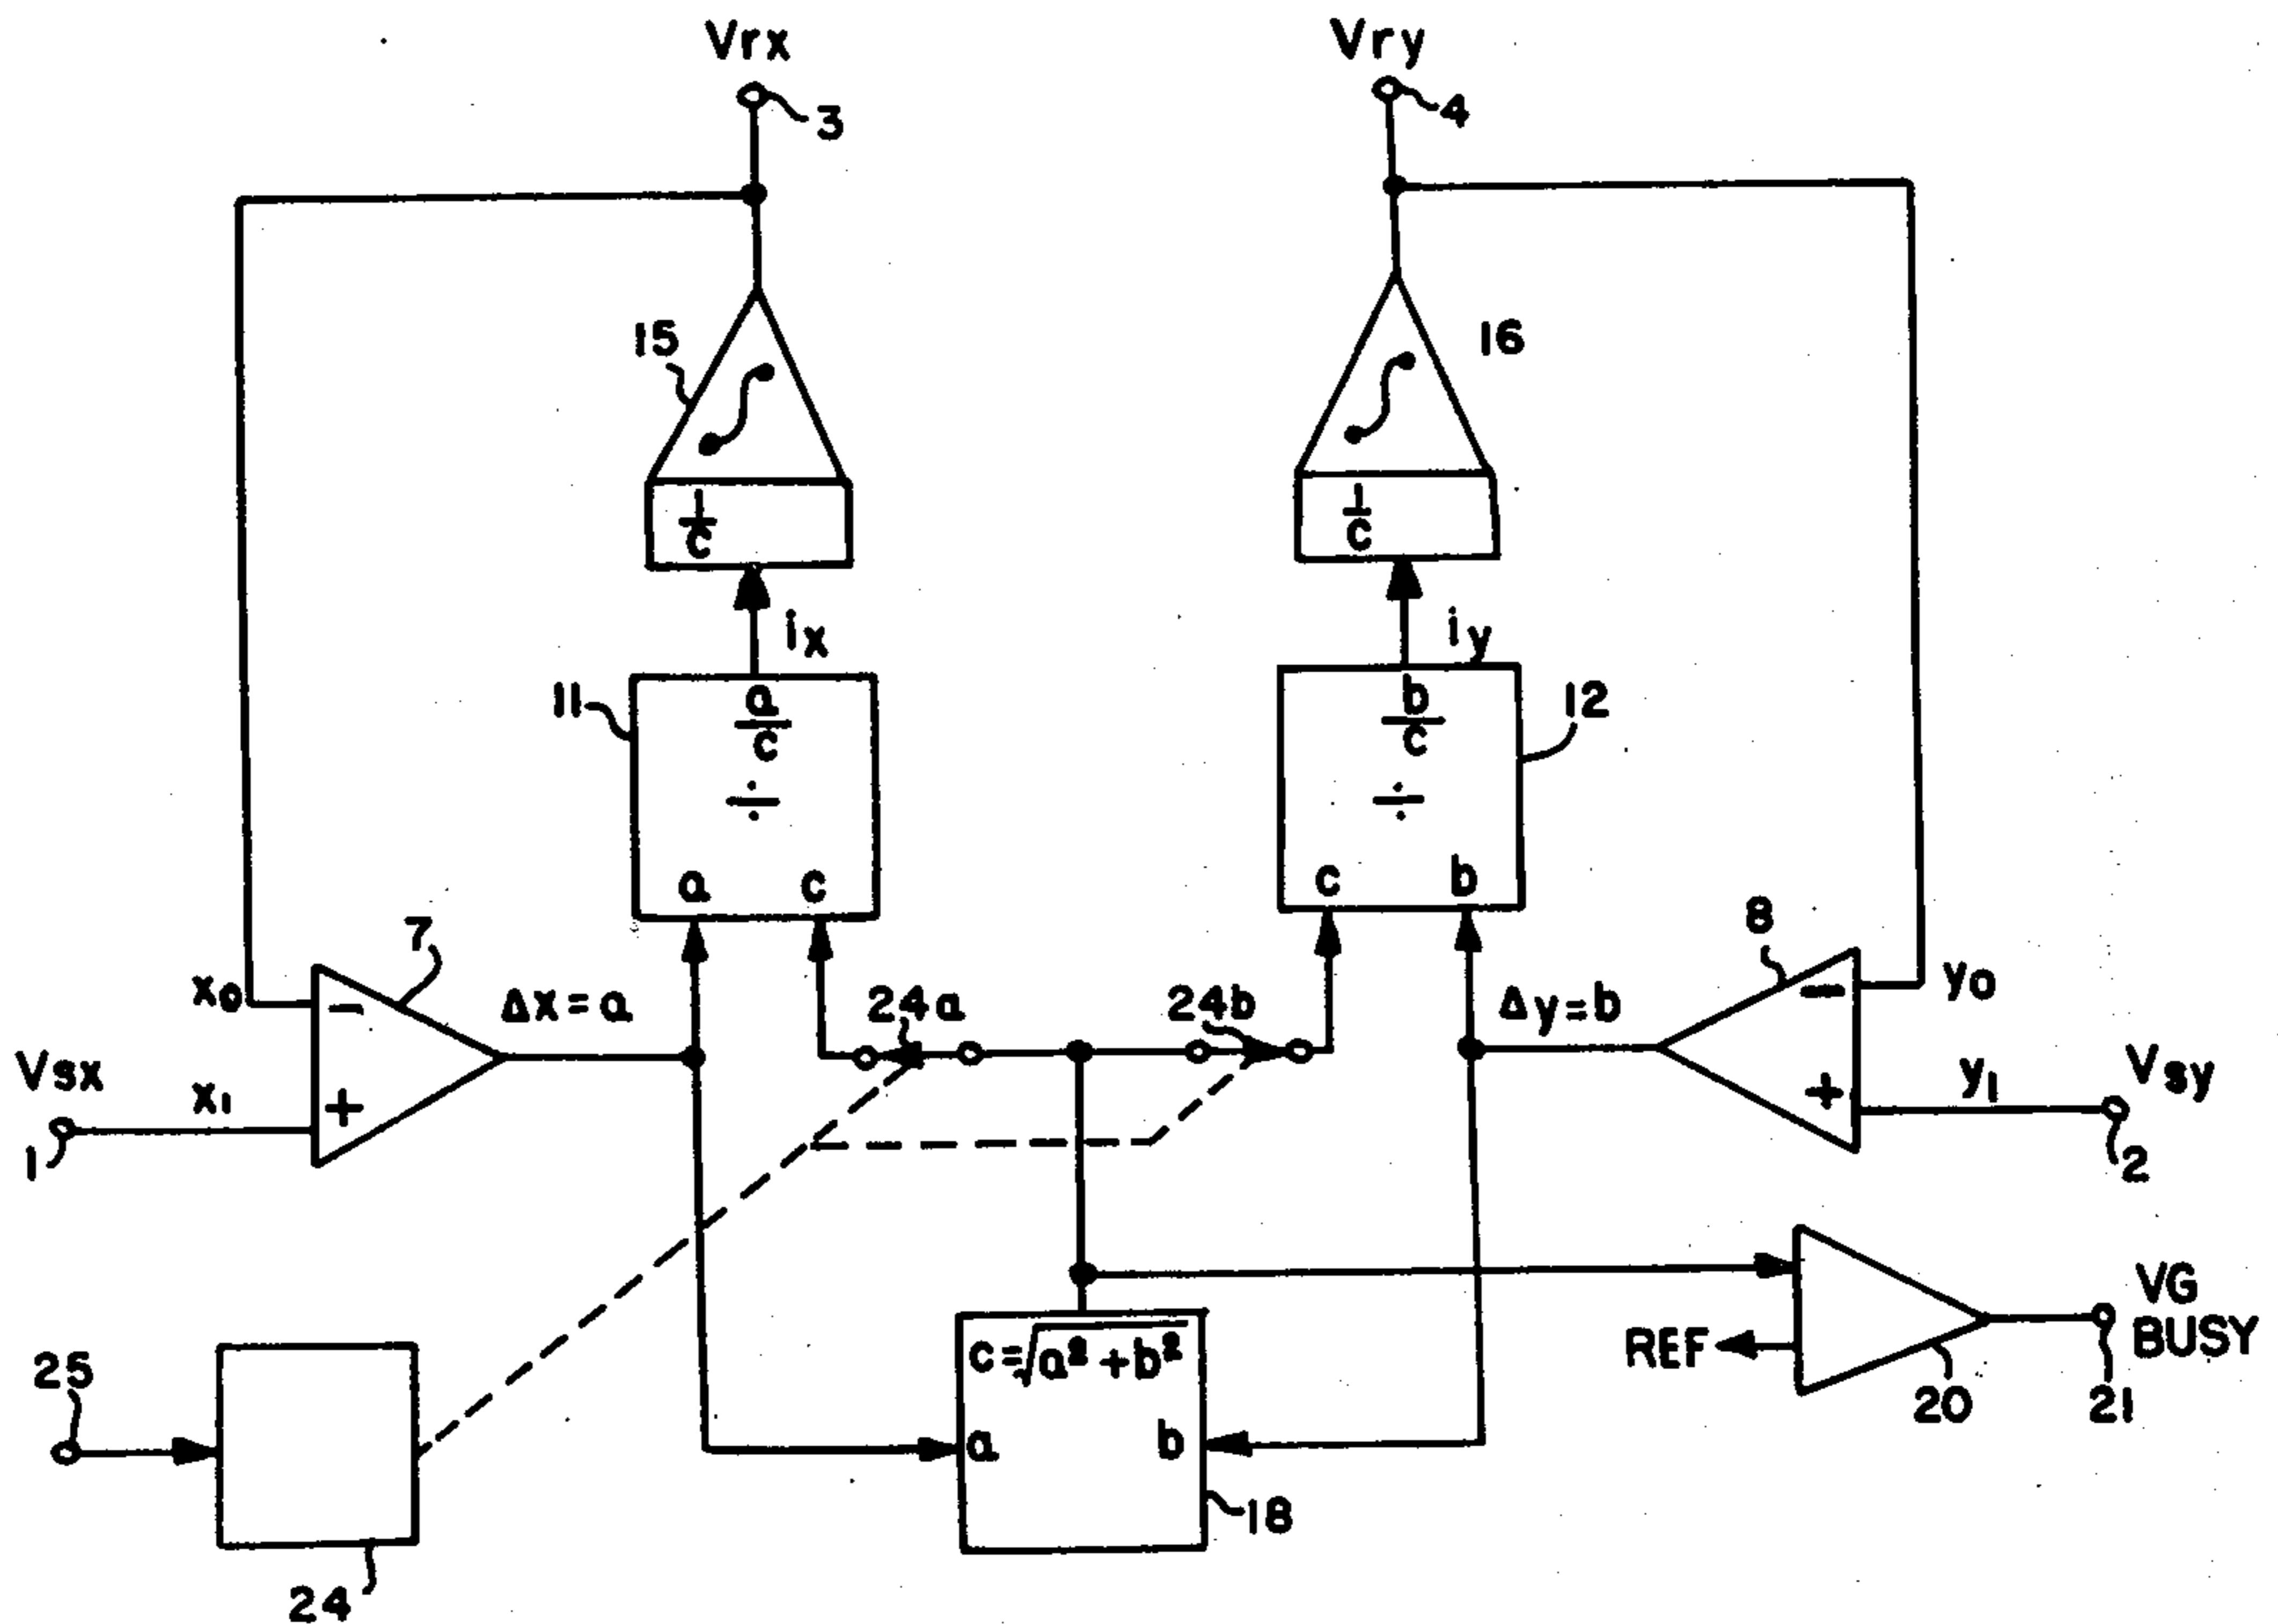 Vrx
3
Vry
4
15
1/c
16
1/c
ix
iy
11
a/c
÷
a c
12
b/c
÷
c b
7
x0
Δx=a
Vsx
x1
1
24a
24b
8
y0
Δy=b
y1
Vsy
2
25
24
c=√a²+b²
a b
18
REF
20
VG
BUSY
21